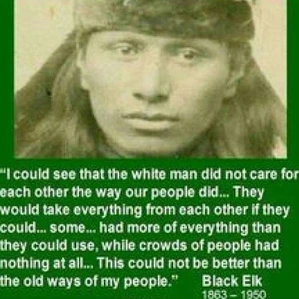 “I could see that the white man did not care for
each other the way our people did... They
would take everything from each other if they
could... some... had more of everything than
they could use, while crowds of people had
nothing at all... This could not be better than
the old ways of my people.” Black Elk
1863 – 1950